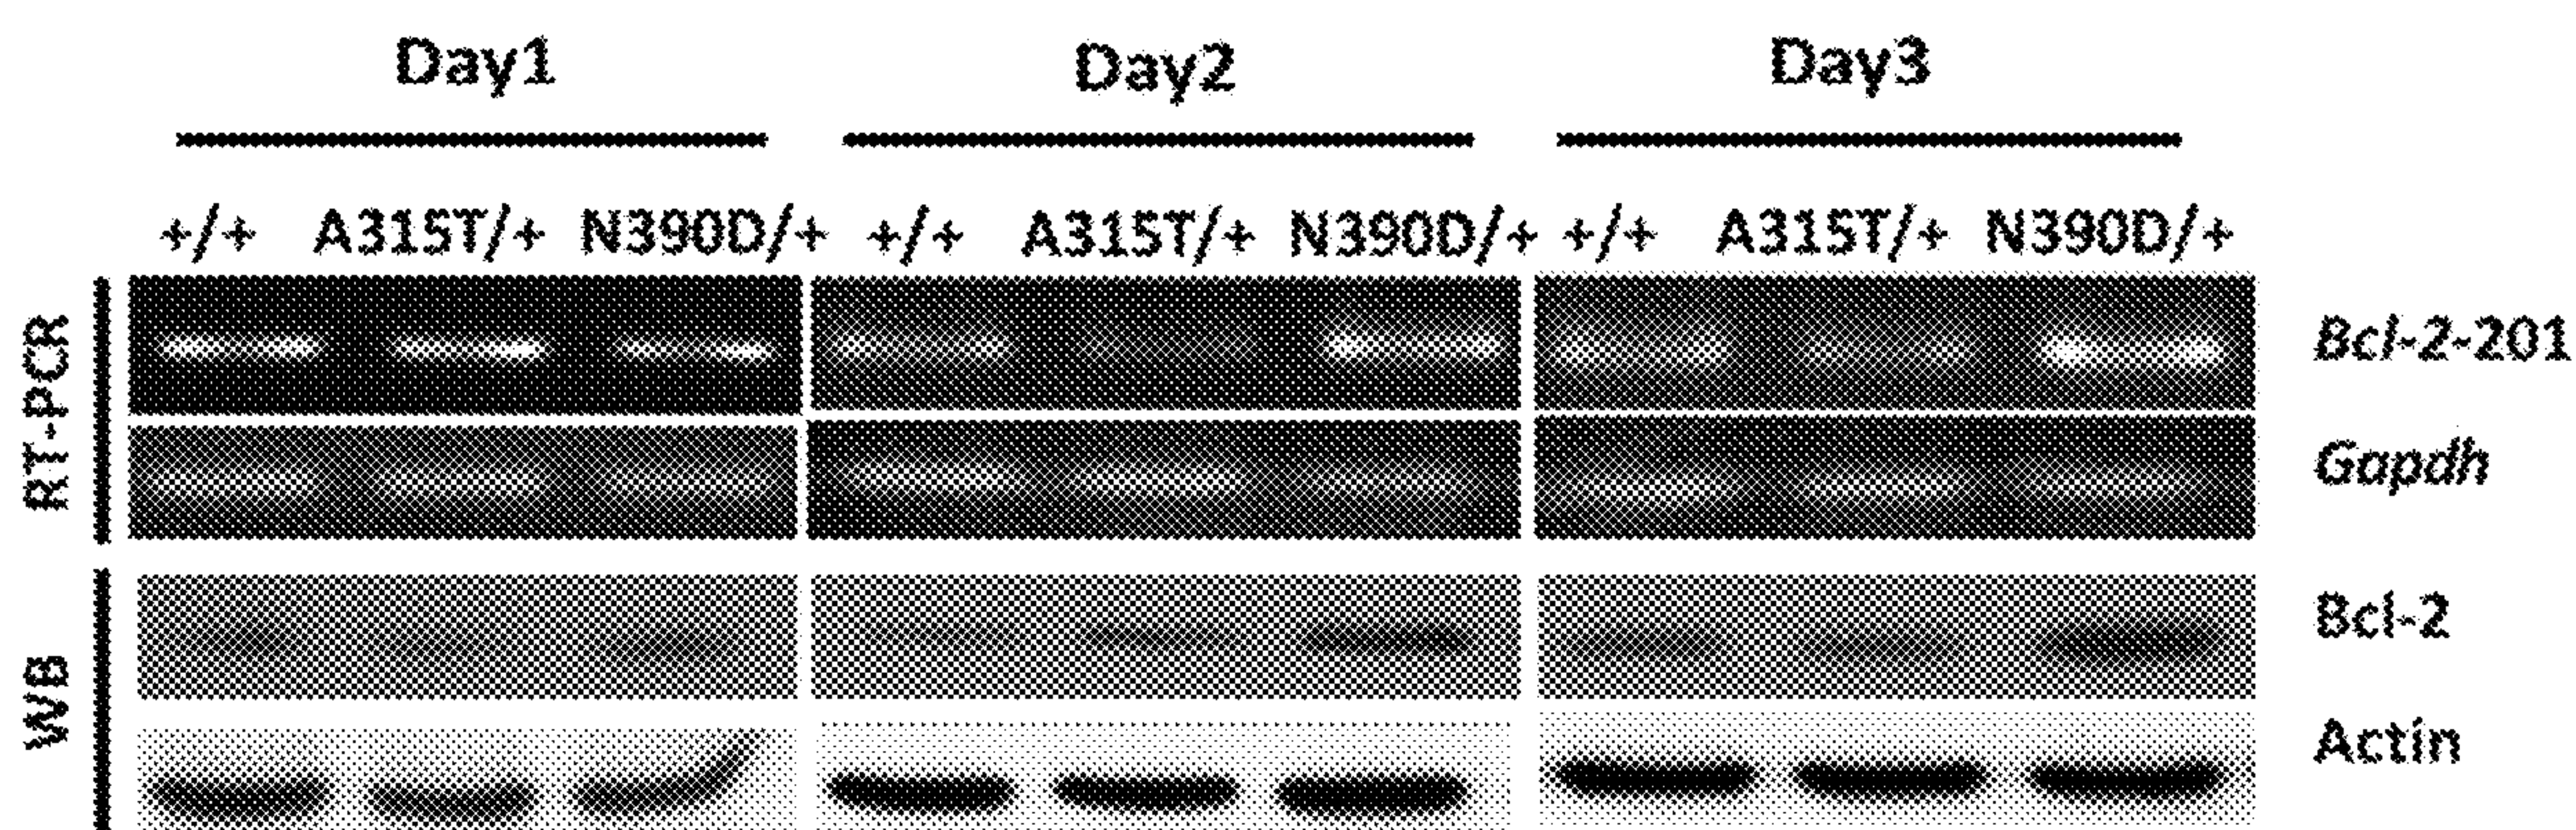 Day1 Day2 Day3
+/+ A315T/+ N390D/+ +/+ A315T/+ N390D/+ +/+ A315T/+ N390D/+
RT-PCR
Bcl-2-201
Gapdh
WB
Bcl-2
Actin